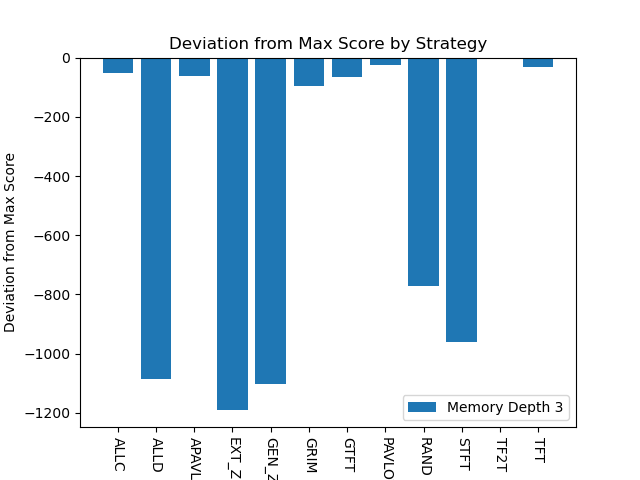 Deviation from Max Score by Strategy
Deviation from Max Score
0
−200
−400
−600
−800
−1000
−1200
Memory Depth 3
ALLC
ALLD
APAVL
EXT_Z
GEN_Z
GRIM
GTFT
PAVLO
RAND
STFT
TF2T
TFT